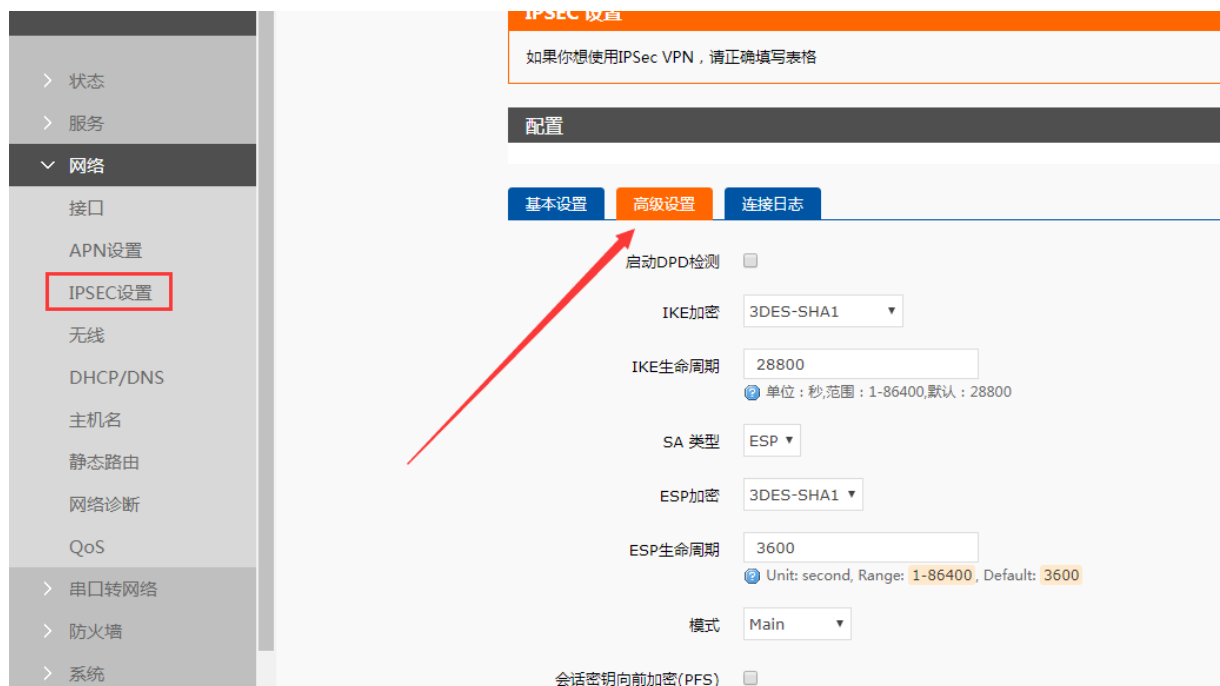 IPSEC 设置
如果你想使用IPSec VPN，请正确填写表格
状态
服务
网络
接口
APN设置
IPSEC设置
无线
DHCP/DNS
主机名
静态路由
网络诊断
QoS
串口转网络
防火墙
系统
配置
基本设置 高级设置 连接日志
启动DPD检测
IKE加密 3DES-SHA1
IKE生命周期 28800
单位：秒,范围：1-86400,默认：28800
SA 类型 ESP
ESP加密 3DES-SHA1
ESP生命周期 3600
Unit: second, Range: 1-86400, Default: 3600
模式 Main
会话密钥向前加密(PFS)